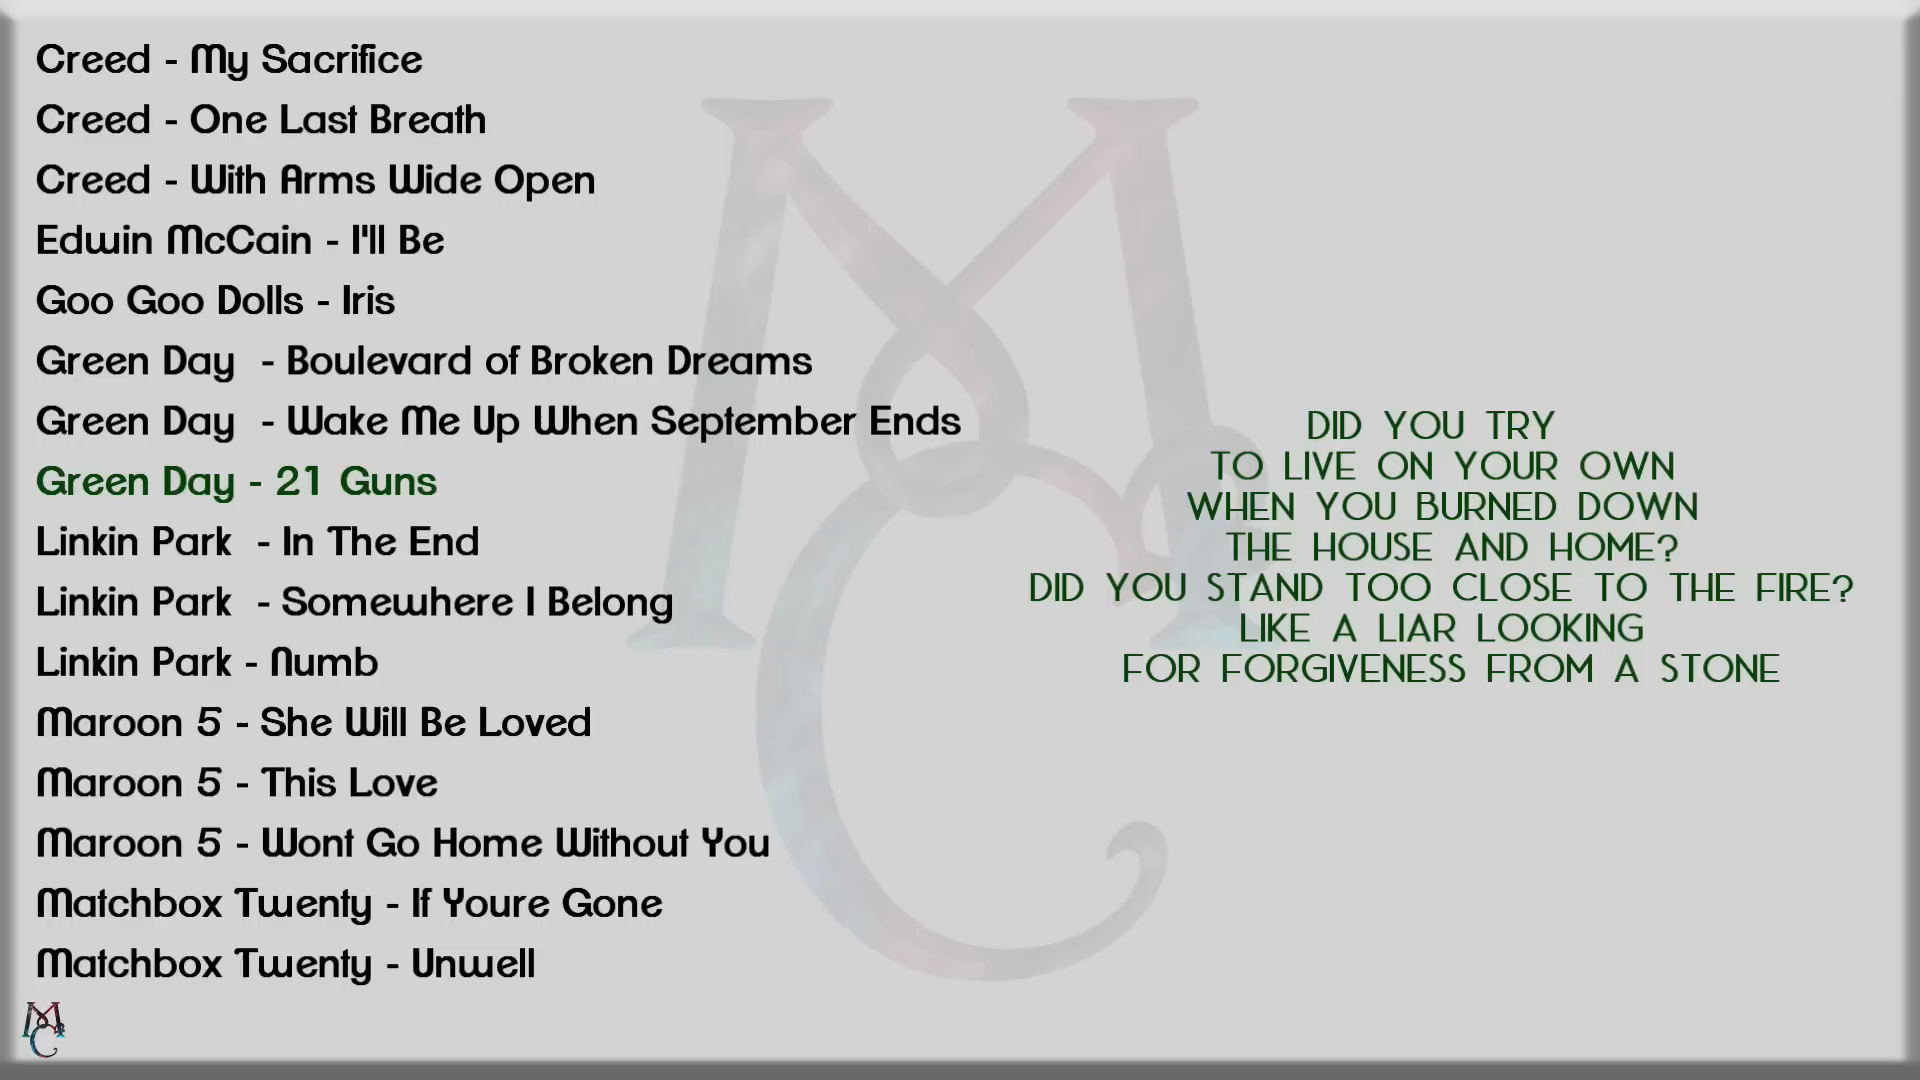 Creed - My Sacrifice
Creed - One Last Breath
Creed - With Arms Wide Open
Edwin McCain - I'll Be
Goo Goo Dolls - Iris
Green Day  - Boulevard of Broken Dreams
Green Day  - Wake Me Up When September Ends
Green Day - 21 Guns
Linkin Park  - In The End
Linkin Park  - Somewhere I Belong
Linkin Park - Numb
Maroon 5 - She Will Be Loved
Maroon 5 - This Love
Maroon 5 - Wont Go Home Without You
Matchbox Twenty - If Youre Gone
Matchbox Twenty - Unwell
DID YOU TRY
TO LIVE ON YOUR OWN
WHEN YOU BURNED DOWN
THE HOUSE AND HOME?
DID YOU STAND TOO CLOSE TO THE FIRE?
LIKE A LIAR LOOKING
FOR FORGIVENESS FROM A STONE
MC